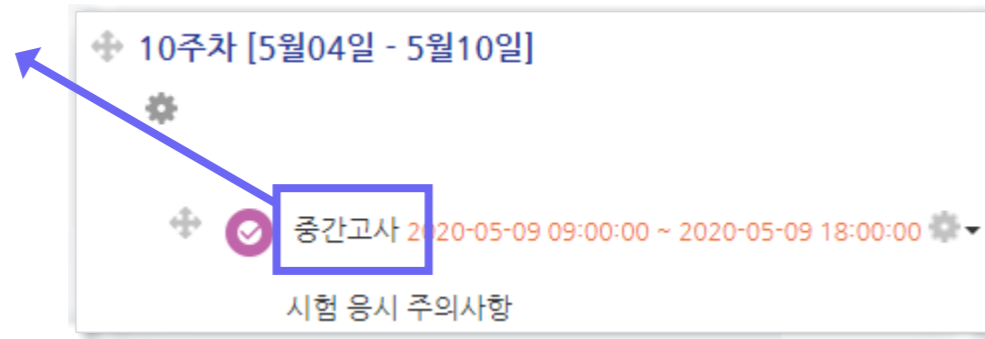 10주차 [5월04일 - 5월10일]
중간고사 2020-05-09 09:00:00 ~ 2020-05-09 18:00:00
시험 응시 주의사항